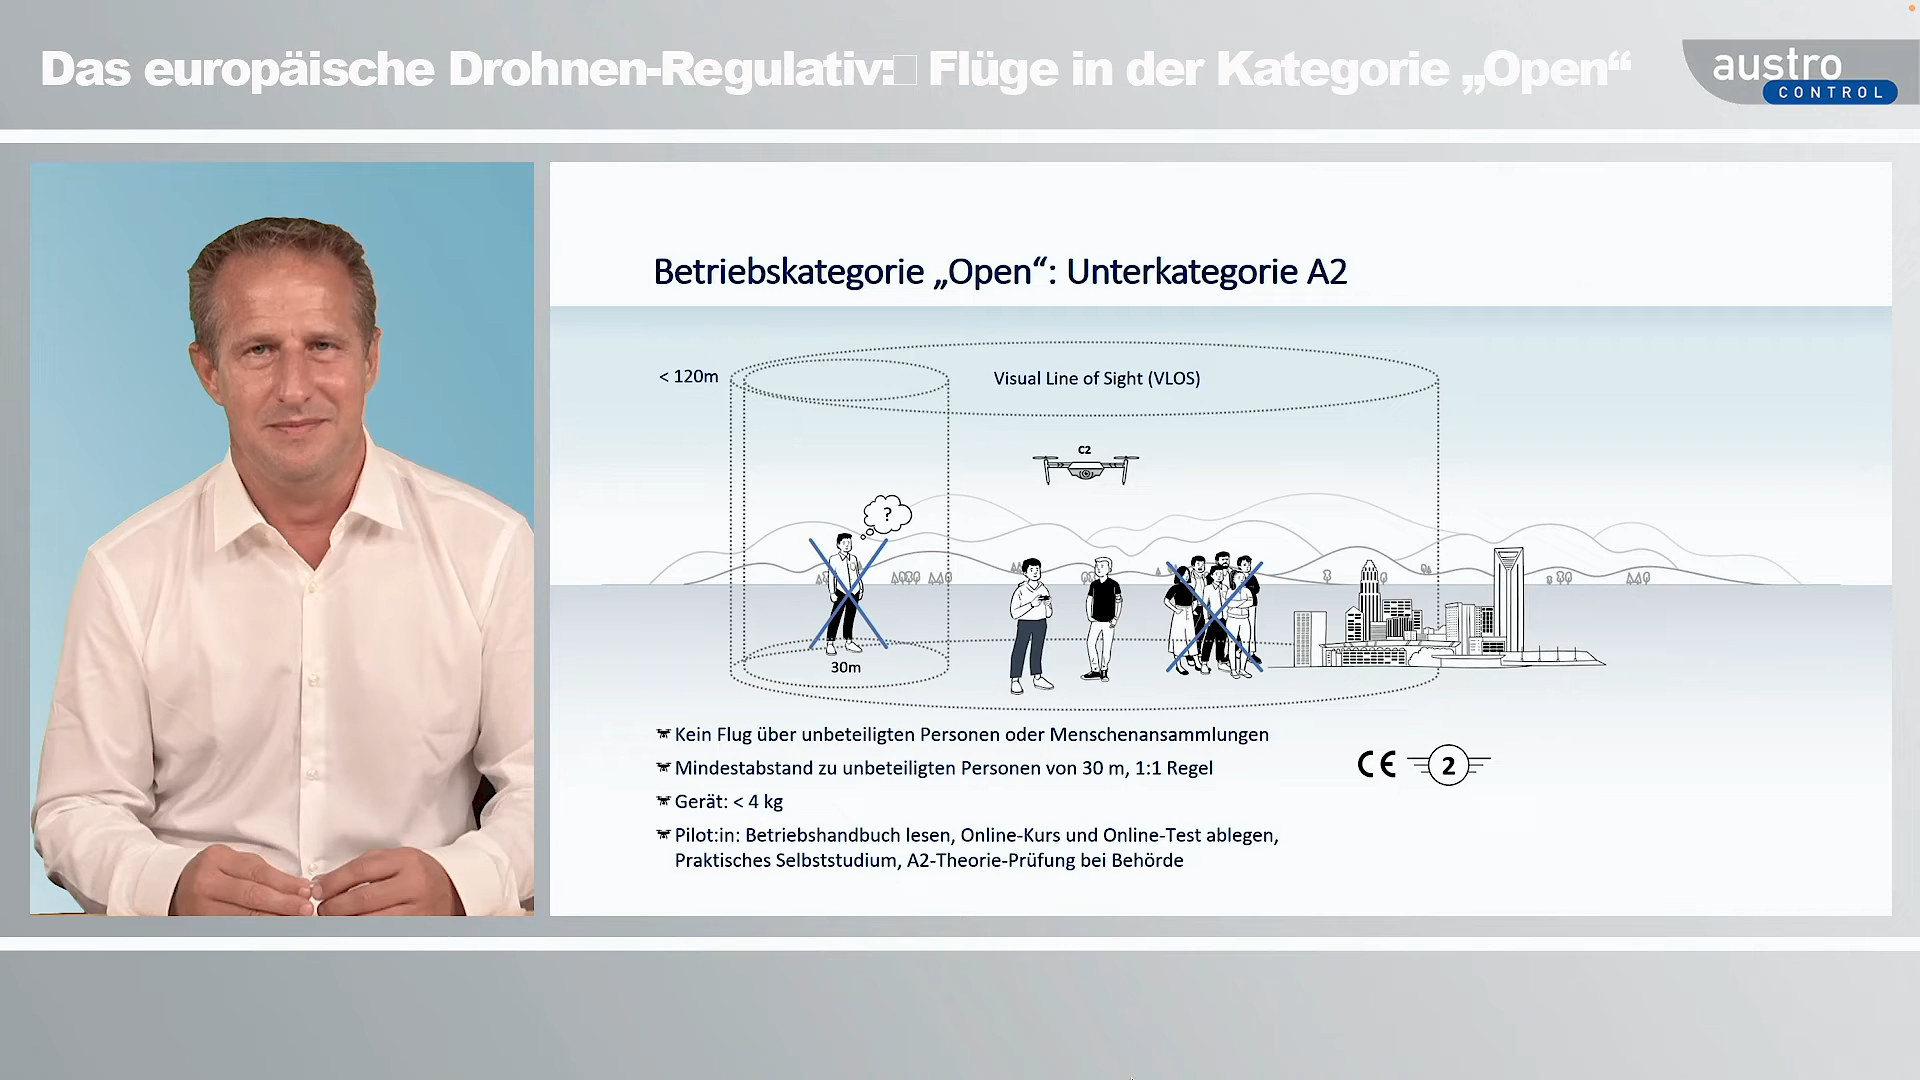 Das europäische Drohnen-Regulativ:□ Flüge in der Kategorie „Open“
austro
CONTROL
Betriebskategorie „Open“: Unterkategorie A2
< 120m
Visual Line of Sight (VLOS)
C2
?
30m
Kein Flug über unbeteiligten Personen oder Menschenansammlungen
Mindestabstand zu unbeteiligten Personen von 30 m, 1:1 Regel
Gerät: < 4 kg
Pilot:in: Betriebshandbuch lesen, Online-Kurs und Online-Test ablegen,
Praktisches Selbststudium, A2-Theorie-Prüfung bei Behörde
CE 2